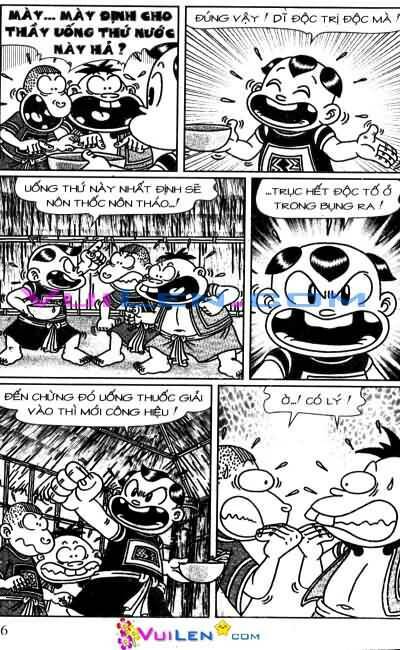 MÀY... MÀY ĐỊNH CHO
THẦY UỐNG THỨ NƯỚC
NÀY HẢ ?
ĐÚNG VẬY ! DĨ ĐỘC TRỊ ĐỘC MÀ !
UỐNG THỨ NÀY NHẤT ĐỊNH SẼ
NÔN THỐC NÔN THÁO...!
...TRỤC HẾT ĐỘC TỐ Ở
TRONG BỤNG RA !
VUILEN.COM
ĐẾN CHỪNG ĐÓ UỐNG THUỐC GIẢI
VÀO THÌ MỚI CÔNG HIỆU !
Ờ...! CÓ LÝ !
6
VUILEN.COM